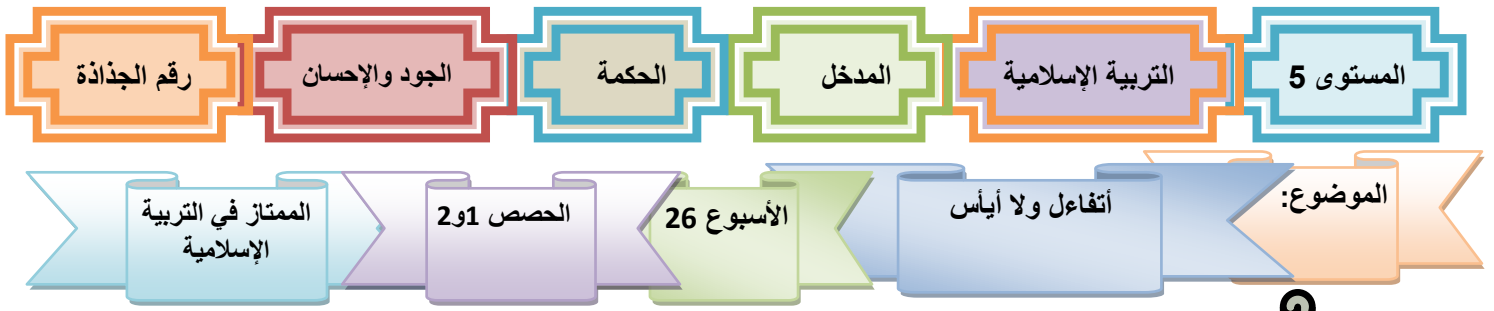 المستوى 5
التربية الإسلامية
المدخل
الحكمة
الجود والإحسان
رقم الجذاذة
الموضوع:
أتفاءل ولا أيأس
الأسبوع 26
الحصص 1و2
الممتاز في التربية
الإسلامية